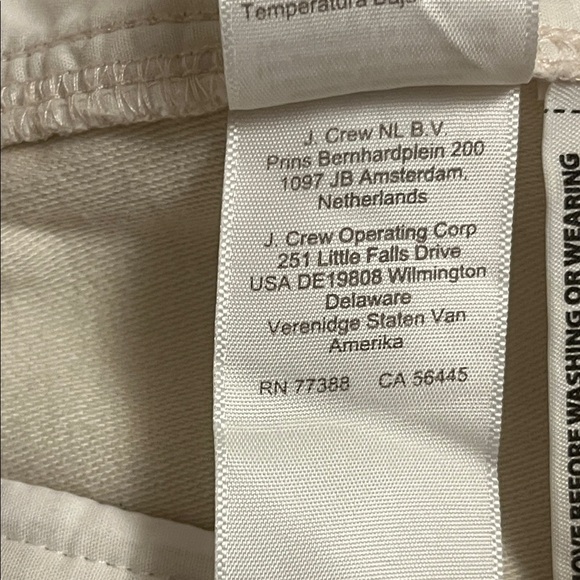 Temperatura Baja
J. Crew NL B.V.
Prins Bernhardplein 200
1097 JB Amsterdam,
Netherlands
J. Crew Operating Corp
251 Little Falls Drive
USA DE19808 Wilmington
Delaware
Verenidge Staten Van
Amerika
RN 77388 CA 56445
BEFORE WASHING OR WEARING